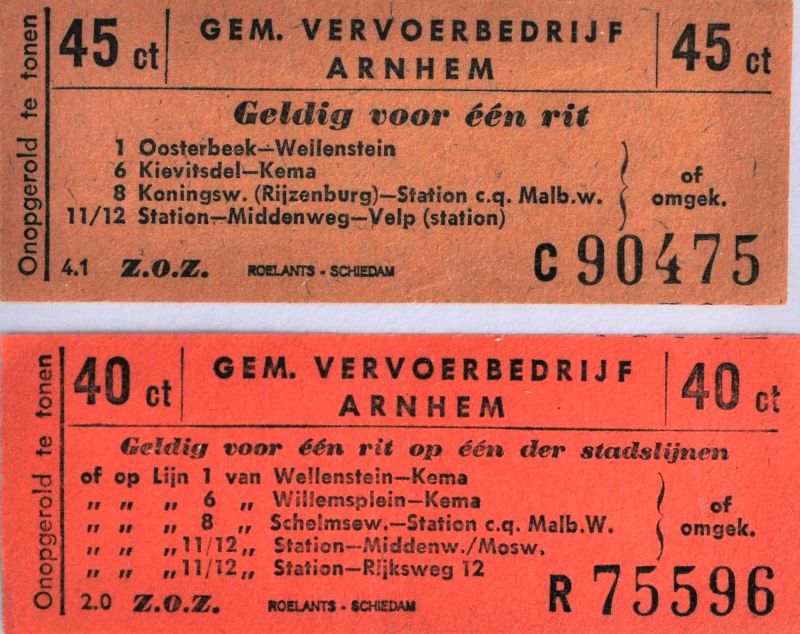 Onopgerold te tonen
45 ct GEM. VERVOERBEDRIJF 45 ct
ARNHEM
Geldig voor één rit
1 Oosterbeek—Wellenstein
6 Kievitsdel—Kema
8 Koningsw. (Rijzenburg)—Station c.q. Malb.w.
11/12 Station—Middenweg—Velp (station)
of
omgek.
4.1 Z.O.Z. ROELANTS - SCHIEDAM C 90475
Onopgerold te tonen
40 ct GEM. VERVOERBEDRIJF 40 ct
ARNHEM
Geldig voor één rit op één der stadslijnen
of op Lijn 1 van Wellenstein—Kema
„ „ „ 6 „ Willemsplein—Kema
„ „ „ 8 „ Schelmsew.—Station c.q. Malb.W.
„ „ „11/12„ Station—Middenw./Mosw.
„ „ „11/12„ Station—Rijksweg 12
of
omgek.
2.0 Z.O.Z. ROELANTS - SCHIEDAM R 75596